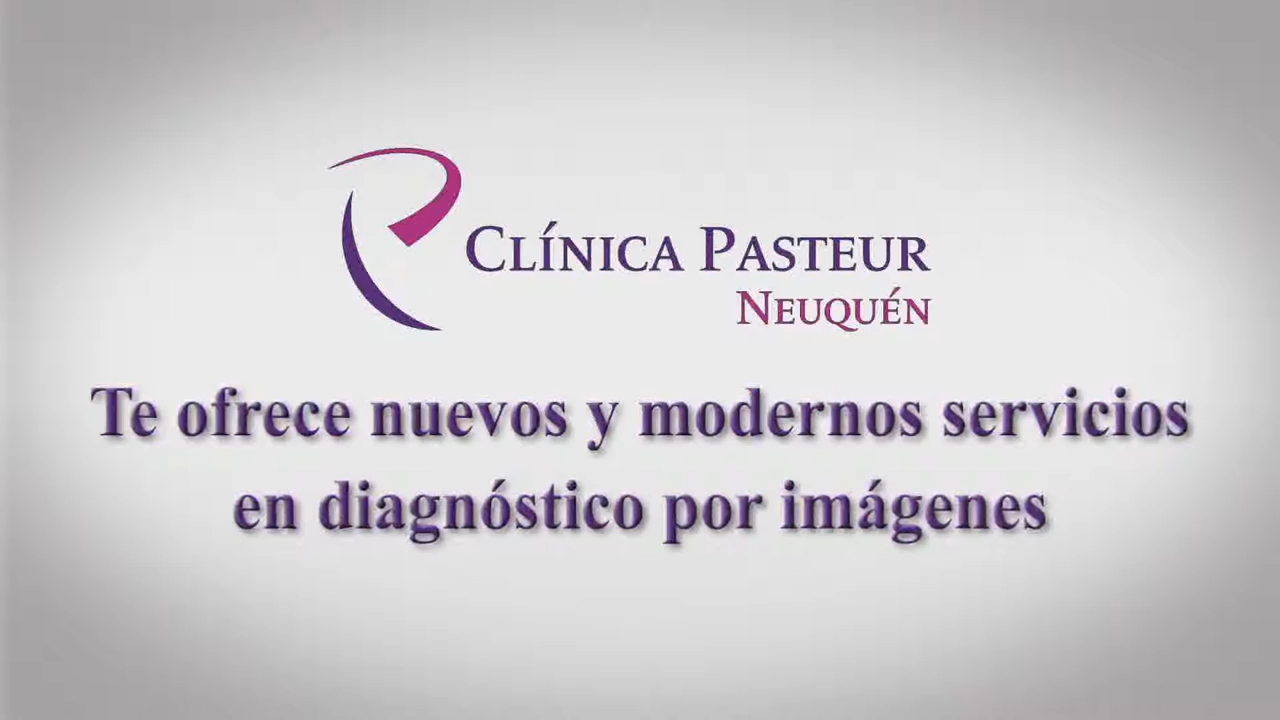 CLÍNICA PASTEUR
NEUQUÉN
Te ofrece nuevos y modernos servicios
en diagnóstico por imágenes